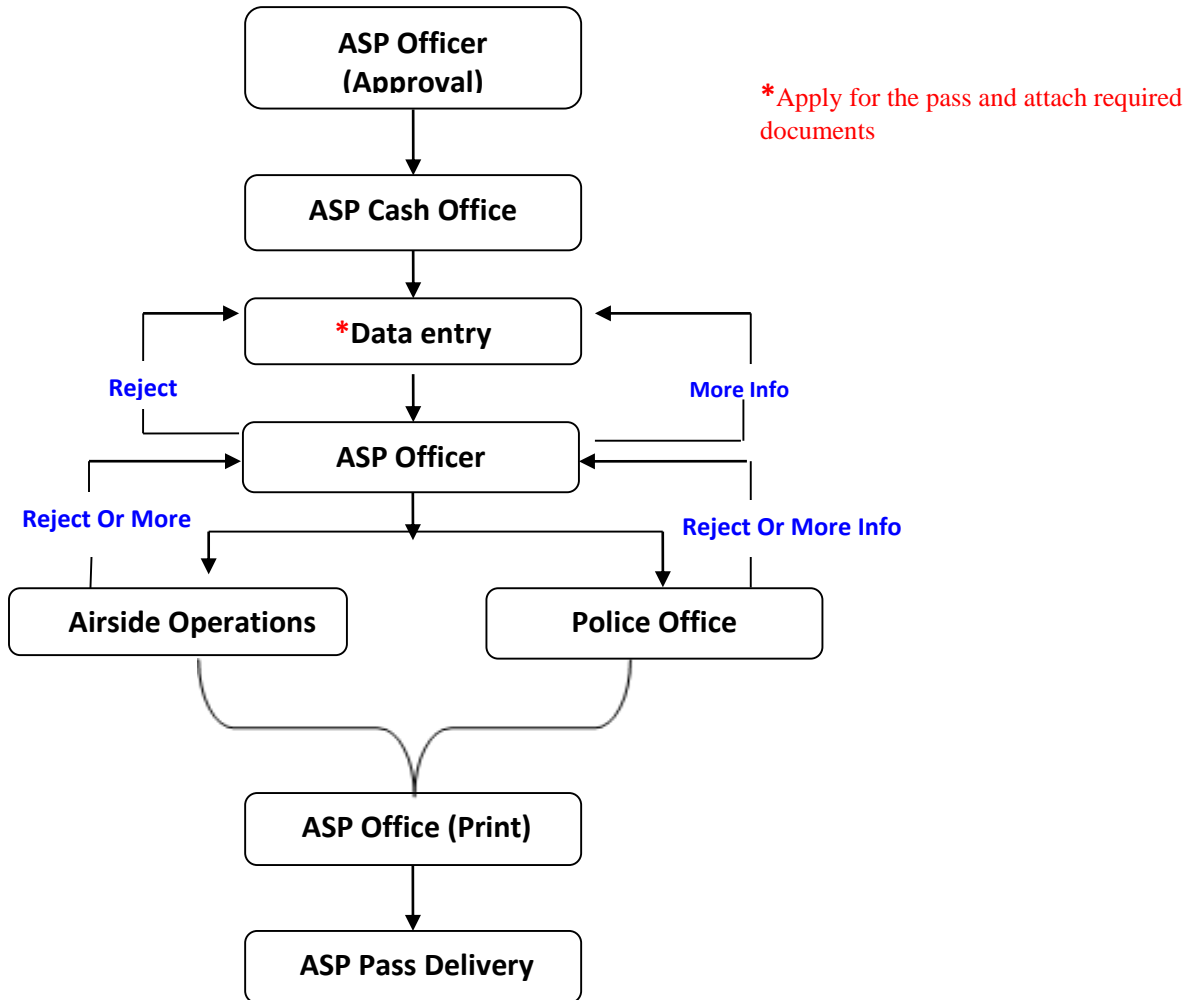 ASP Officer
(Approval)
*Apply for the pass and attach required
documents
ASP Cash Office
*Data entry
Reject
More Info
ASP Officer
Reject Or More
Reject Or More Info
Airside Operations
Police Office
ASP Office (Print)
ASP Pass Delivery